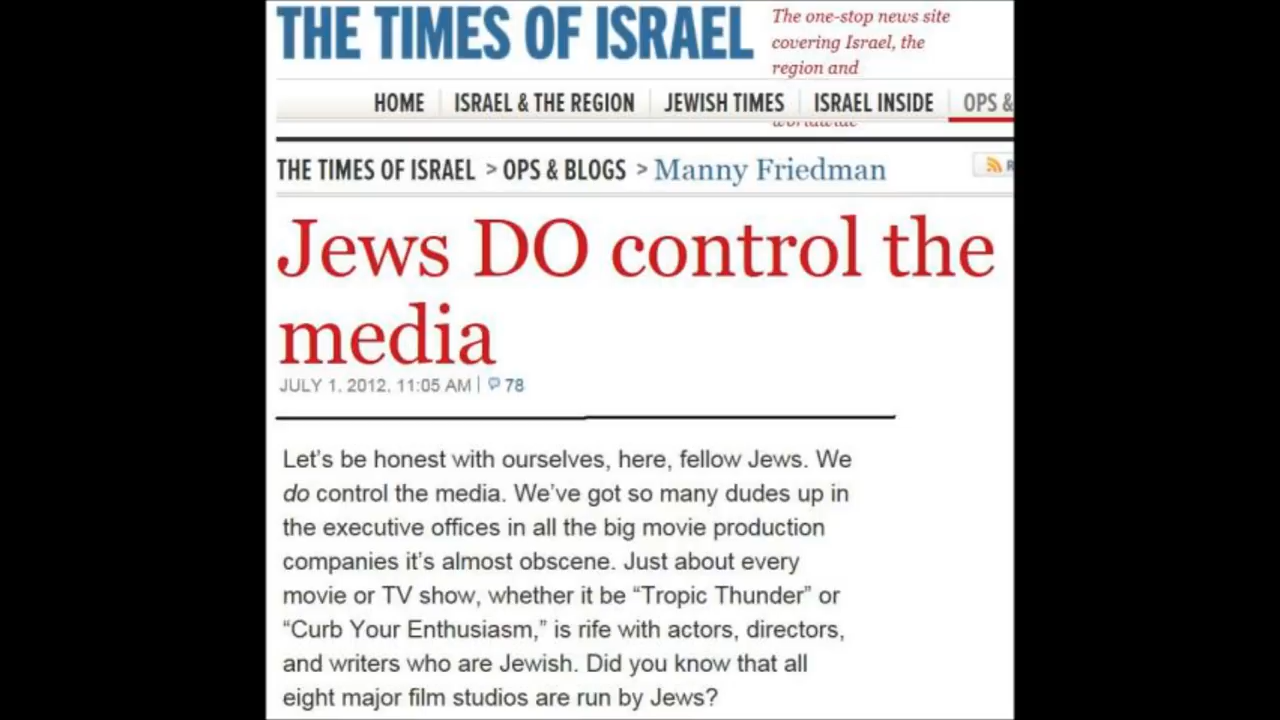 THE TIMES OF ISRAEL
The one-stop news site
covering Israel, the
region and
HOME ISRAEL & THE REGION JEWISH TIMES ISRAEL INSIDE OPS &
worldwide
THE TIMES OF ISRAEL > OPS & BLOGS > Manny Friedman
Jews DO control the
media
JULY 1, 2012, 11:05 AM | 78
Let's be honest with ourselves, here, fellow Jews. We
do control the media. We've got so many dudes up in
the executive offices in all the big movie production
companies it's almost obscene. Just about every
movie or TV show, whether it be “Tropic Thunder” or
“Curb Your Enthusiasm,” is rife with actors, directors,
and writers who are Jewish. Did you know that all
eight major film studios are run by Jews?